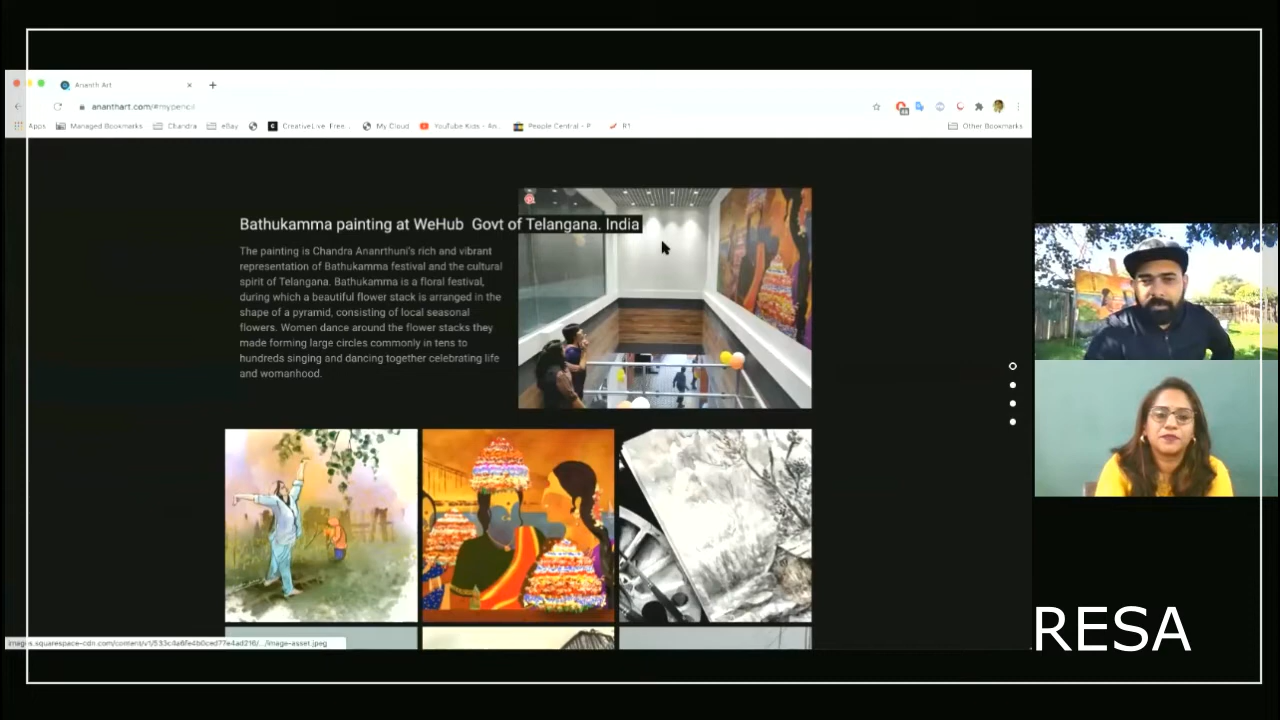 Ananth Art
ananthart.com/#mypencil
Apps Managed Bookmarks Chandra eBay CreativeLive: Free... My Cloud YouTube Kids - An... People Central - P... R1 Other Bookmarks
Bathukamma painting at WeHub Govt of Telangana. India
The painting is Chandra Ananrthuni's rich and vibrant
representation of Bathukamma festival and the cultural
spirit of Telangana. Bathukamma is a floral festival,
during which a beautiful flower stack is arranged in the
shape of a pyramid, consisting of local seasonal
flowers. Women dance around the flower stacks they
made forming large circles commonly in tens to
hundreds singing and dancing together celebrating life
and womanhood.
RESA